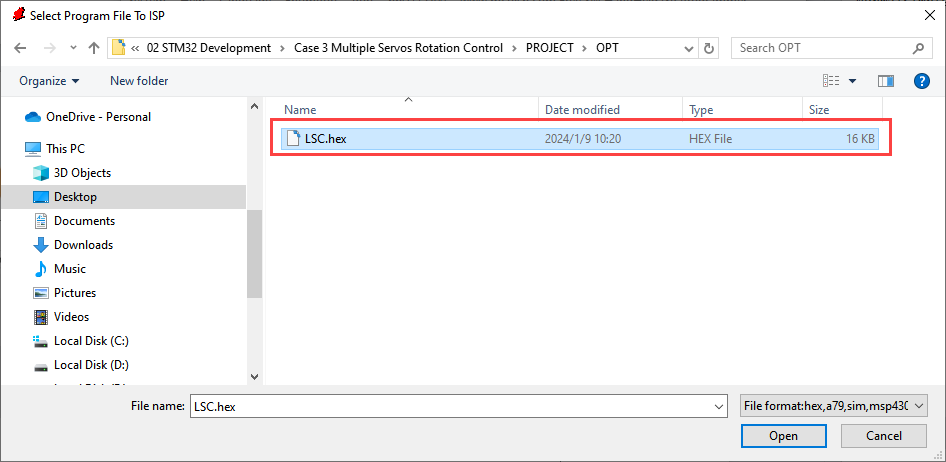 Select Program File To ISP
« 02 STM32 Development > Case 3 Multiple Servos Rotation Control > PROJECT > OPT
Search OPT
Organize
New folder
Name
Date modified
Type
Size
LSC.hex
2024/1/9 10:20
HEX File
16 KB
OneDrive - Personal
This PC
3D Objects
Desktop
Documents
Downloads
Music
Pictures
Videos
Local Disk (C:)
Local Disk (D:)
File name:
LSC.hex
File format:hex,a79,sim,msp430
Open
Cancel